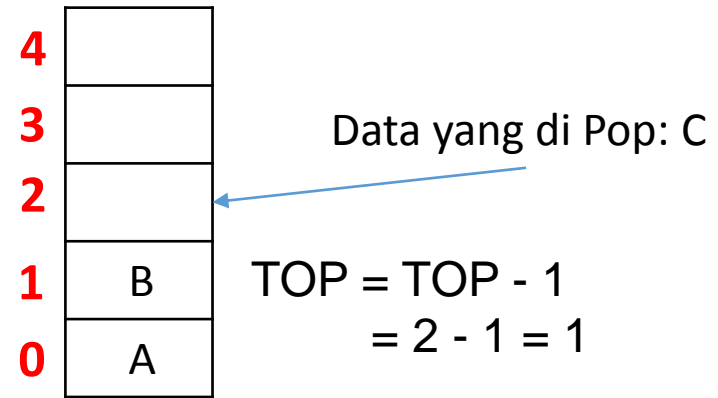 4
3
Data yang di Pop: C
2
1
B
TOP = TOP - 1
= 2 - 1 = 1
0
A